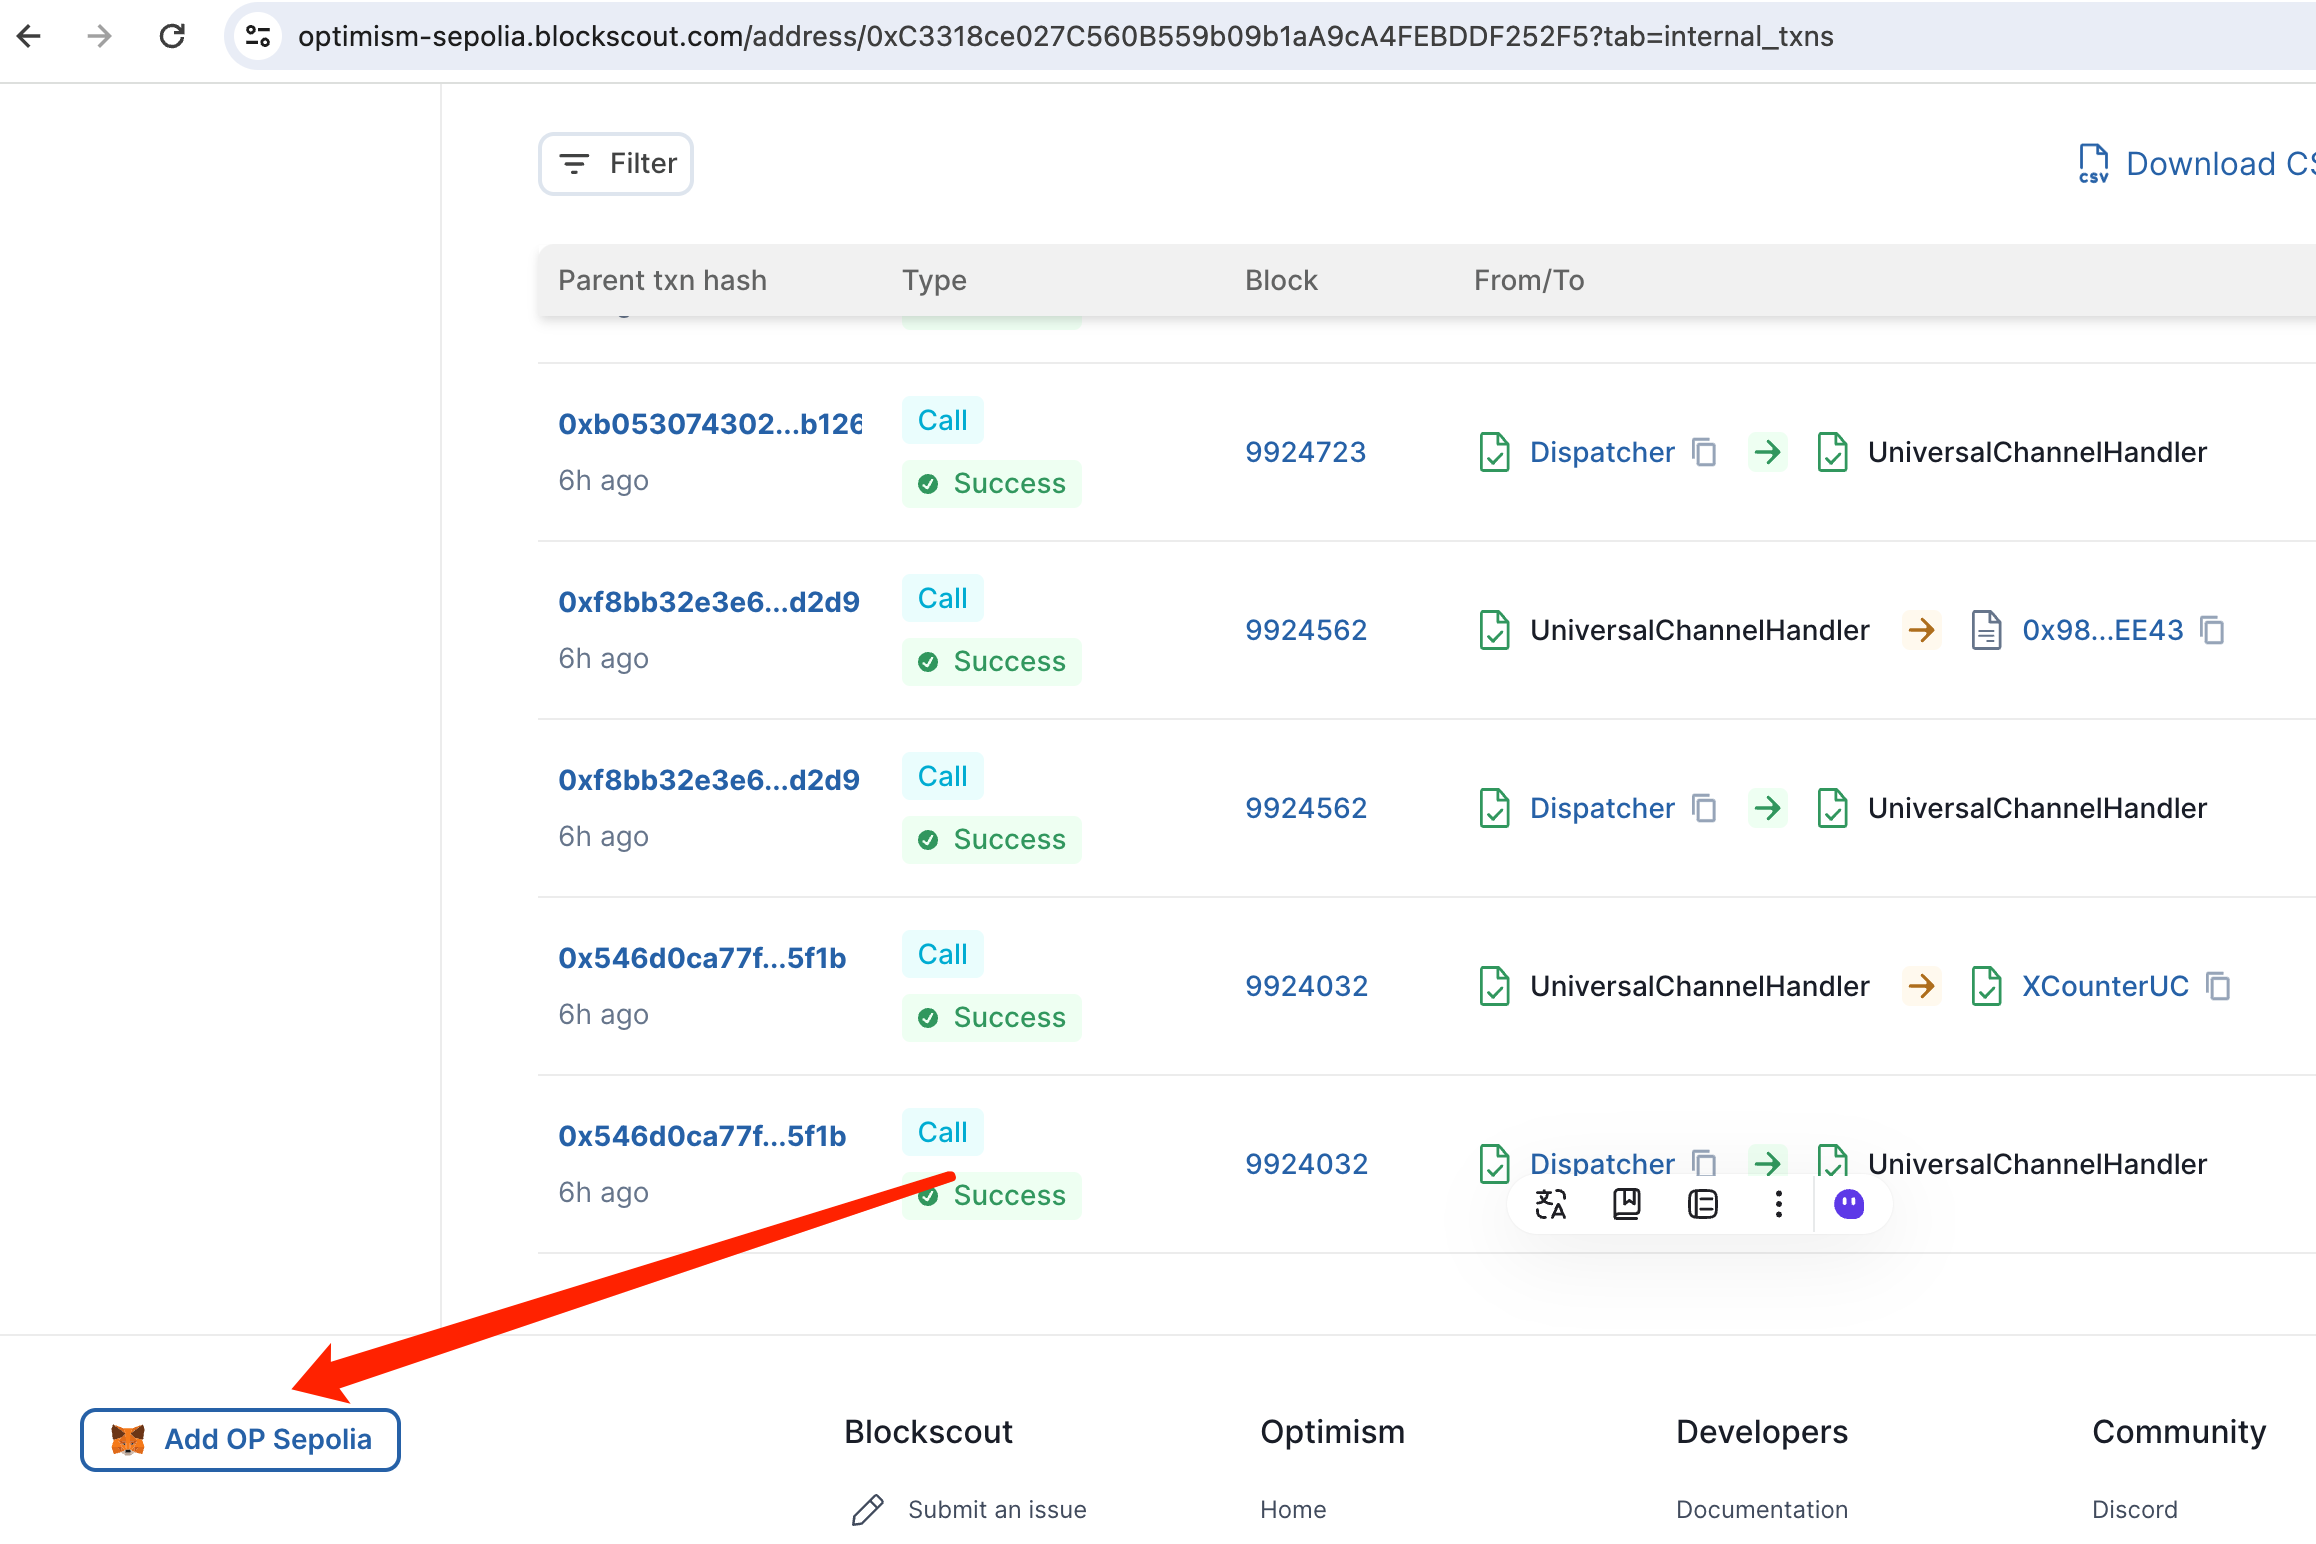 optimism-sepolia.blockscout.com/address/0xC3318ce027C560B559b09b1aA9cA4FEBDDF252F5?tab=internal_txns
Filter
CSV Download CS
Parent txn hash Type Block From/To
0xb053074302...b126 Call
9924723 Dispatcher UniversalChannelHandler
6h ago Success
0xf8bb32e3e6...d2d9 Call
9924562 UniversalChannelHandler 0x98...EE43
6h ago Success
0xf8bb32e3e6...d2d9 Call
9924562 Dispatcher UniversalChannelHandler
6h ago Success
0x546d0ca77f...5f1b Call
9924032 UniversalChannelHandler XCounterUC
6h ago Success
0x546d0ca77f...5f1b Call
9924032 Dispatcher UniversalChannelHandler
6h ago Success
Add OP Sepolia
Blockscout Optimism Developers Community
Submit an issue Home Documentation Discord